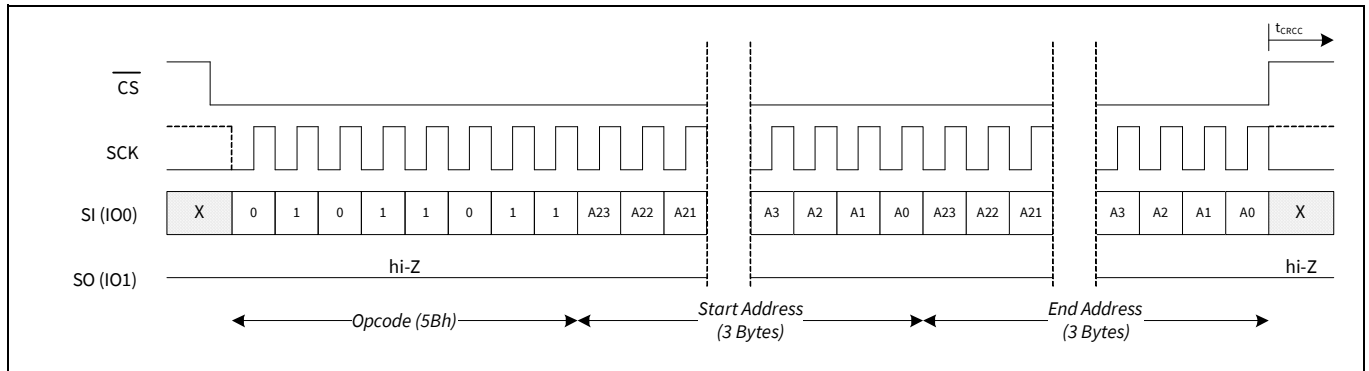 tCRCC
CS
SCK
SI (IO0) X 0 1 0 1 1 0 1 1 A23 A22 A21 A3 A2 A1 A0 A23 A22 A21 A3 A2 A1 A0 X
hi-Z hi-Z
SO (IO1)
Opcode (5Bh) Start Address End Address
(3 Bytes) (3 Bytes)